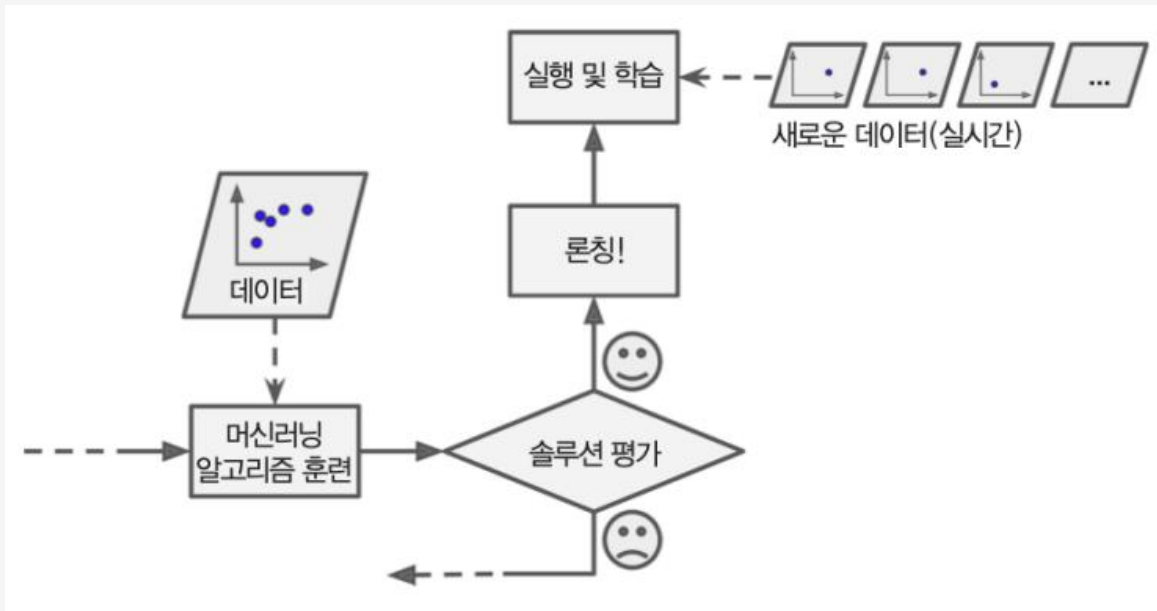 실행 및 학습
...
새로운 데이터(실시간)
론칭!
데이터
머신러닝
알고리즘 훈련
솔루션 평가